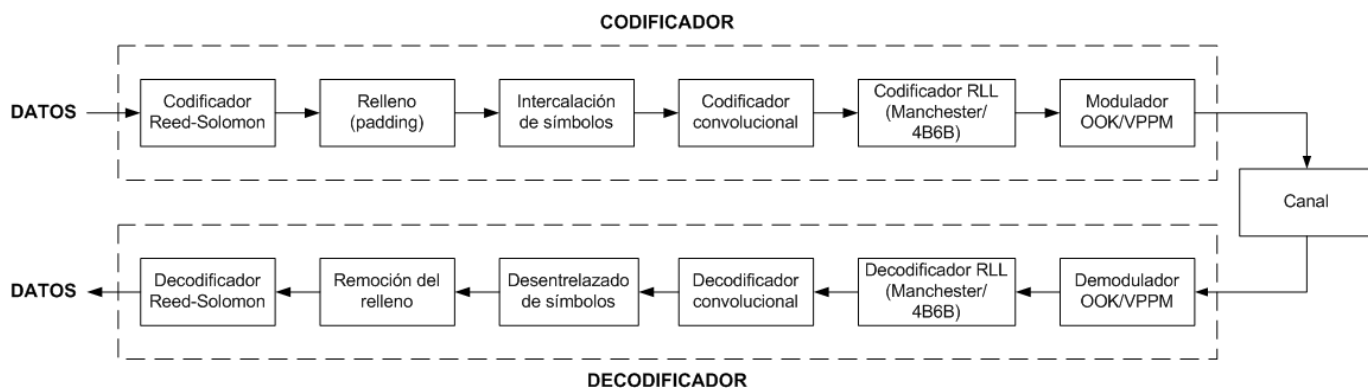 CODIFICADOR
DATOS
Codificador
Reed-Solomon
Relleno
(padding)
Intercalación
de símbolos
Codificador
convolucional
Codificador RLL
(Manchester/
4B6B)
Modulador
OOK/VPPM
Canal
DATOS
Decodificador
Reed-Solomon
Remoción del
relleno
Desentrelazado
de símbolos
Decodificador
convolucional
Decodificador RLL
(Manchester/
4B6B)
Demodulador
OOK/VPPM
DECODIFICADOR